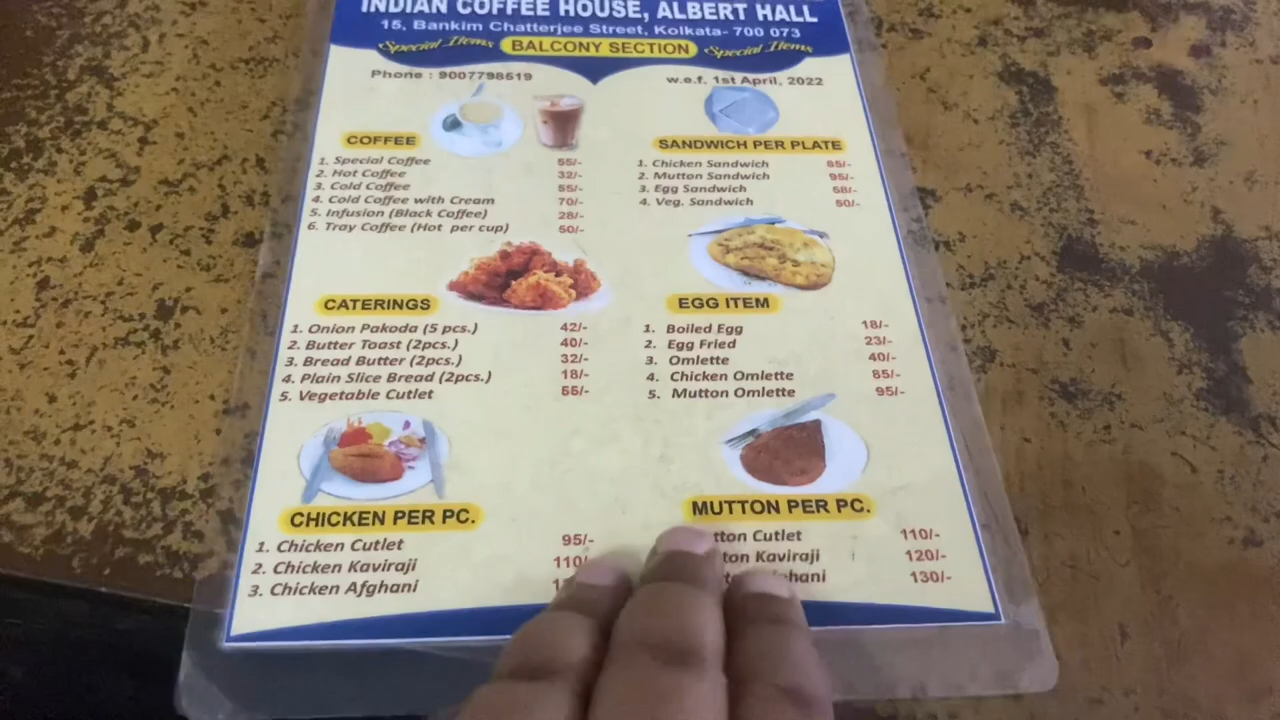 INDIAN COFFEE HOUSE, ALBERT HALL
15, Bankim Chatterjee Street, Kolkata- 700 073
Special Items BALCONY SECTION Special Items
Phone : 9007798519
w.e.f. 1st April, 2022
COFFEE
1. Special Coffee 55/-
2. Hot Coffee 32/-
3. Cold Coffee 55/-
4. Cold Coffee with Cream 70/-
5. Infusion (Black Coffee) 28/-
6. Tray Coffee (Hot per cup) 50/-
SANDWICH PER PLATE
1. Chicken Sandwich 85/-
2. Mutton Sandwich 95/-
3. Egg Sandwich 58/-
4. Veg. Sandwich 50/-
CATERINGS
1. Onion Pakoda (5 pcs.) 42/-
2. Butter Toast (2pcs.) 40/-
3. Bread Butter (2pcs.) 32/-
4. Plain Slice Bread (2pcs.) 18/-
5. Vegetable Cutlet 55/-
EGG ITEM
1. Boiled Egg 18/-
2. Egg Fried 23/-
3. Omlette 40/-
4. Chicken Omlette 85/-
5. Mutton Omlette 95/-
CHICKEN PER PC.
1. Chicken Cutlet 95/-
2. Chicken Kaviraji 110/
3. Chicken Afghani
MUTTON PER PC.
tton Cutlet 110/-
ton Kaviraji 120/-
hani 130/-